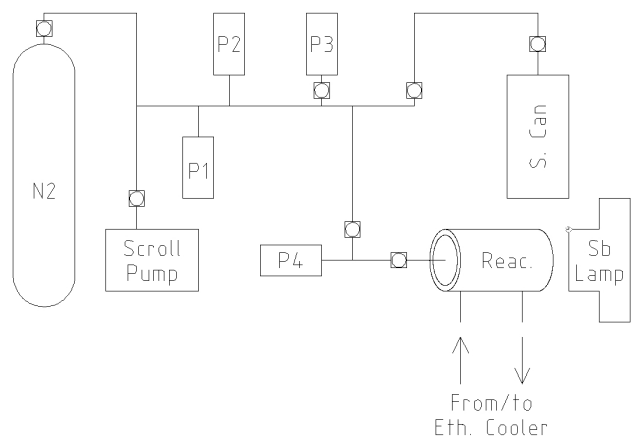 P2
P3
S. Can
N2
P1
Scroll
Pump
P4
Reac.
Sb
Lamp
From/to
Eth. Cooler